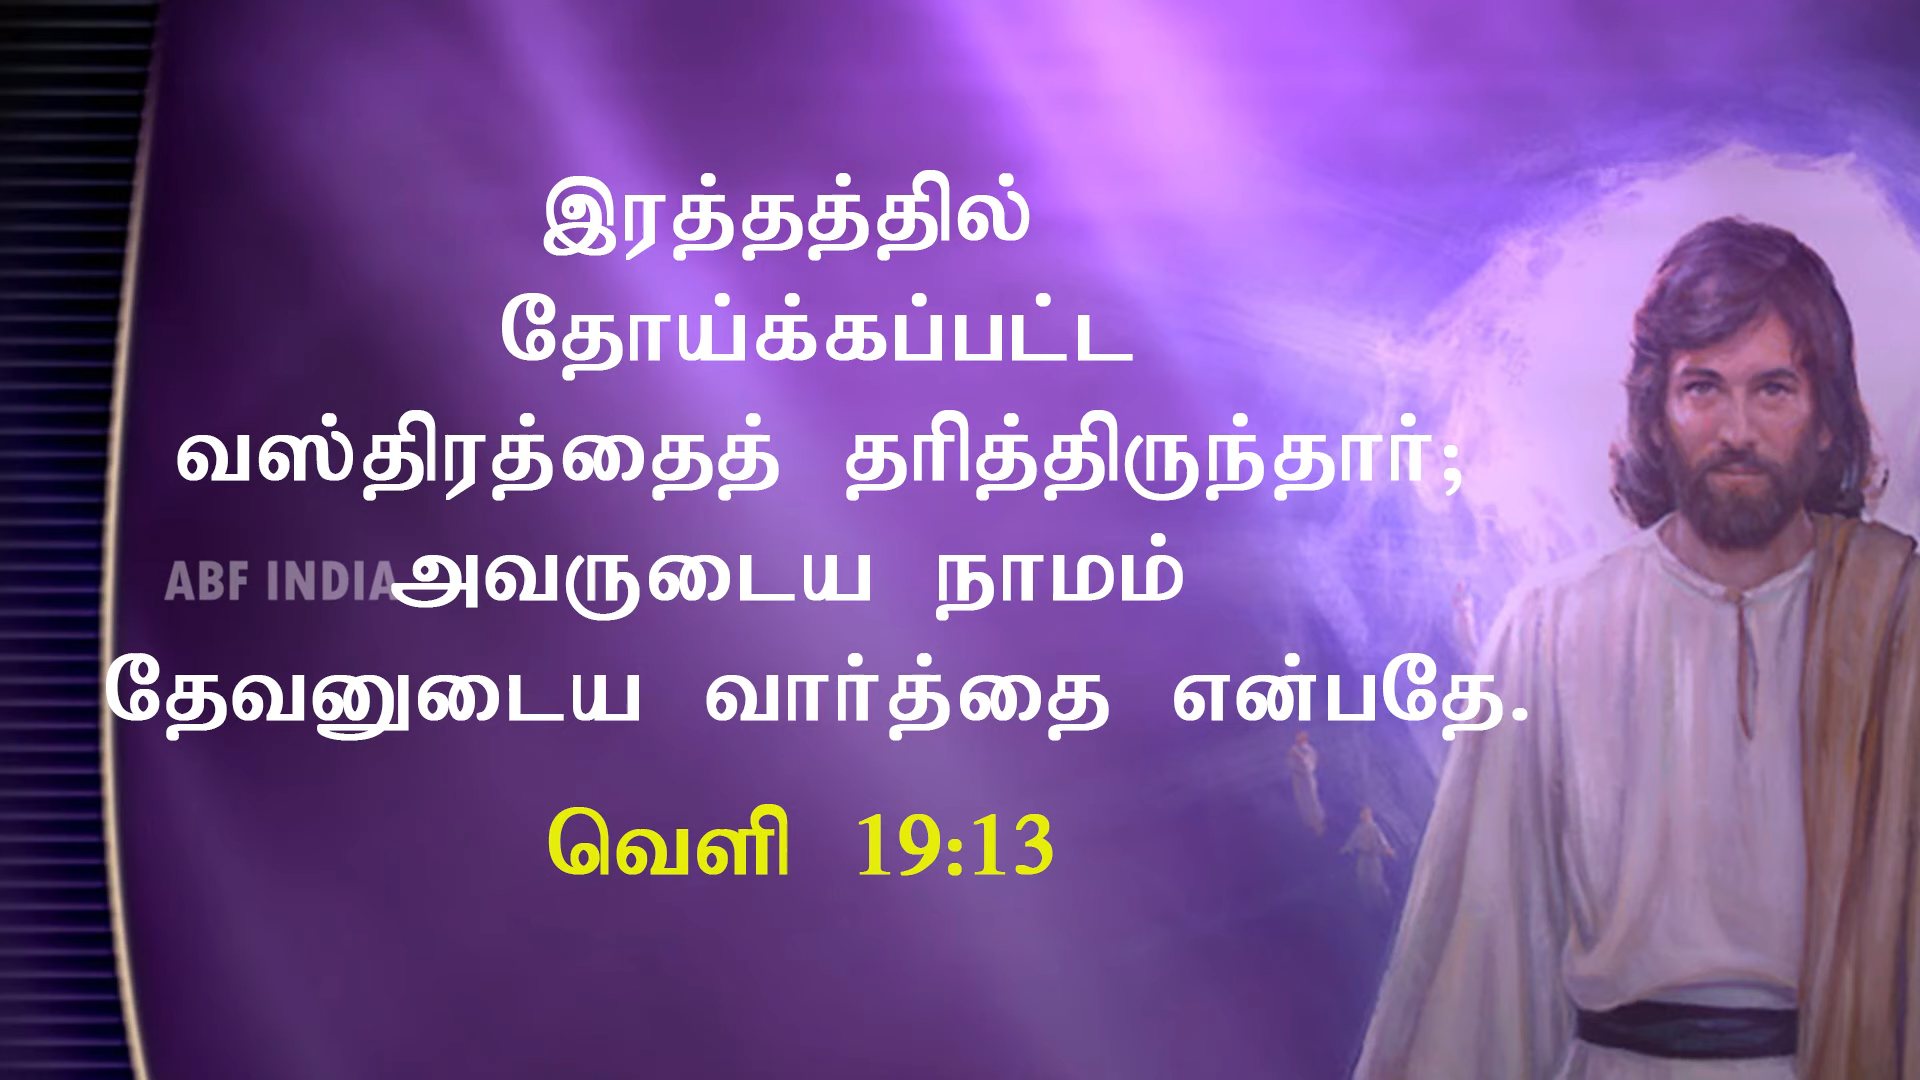 இரத்தத்தில்
தோய்க்கப்பட்ட
வஸ்திரத்தைத் தரித்திருந்தார்;
அவருடைய நாமம்
ABF INDIA
தேவனுடைய வார்த்தை என்பதே.
வெளி 19:13